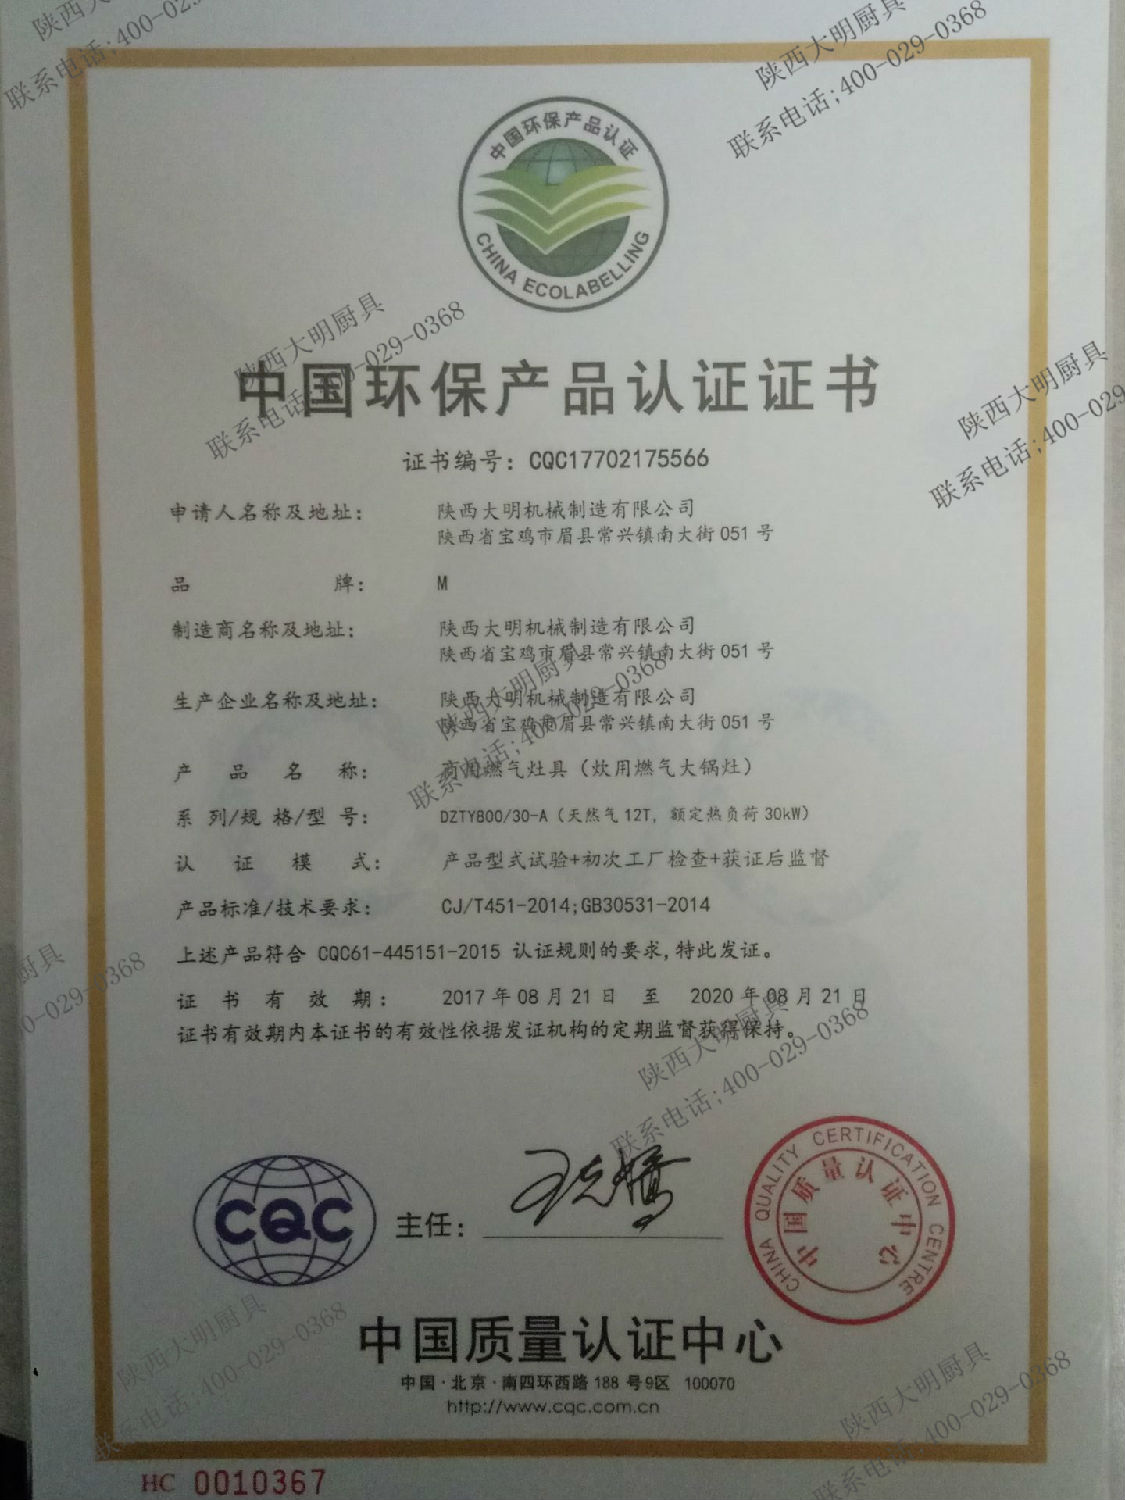 陕西大明厨具
联系电话;400-029-0368
中国环保产品认证
CHINA ECOLABELLING
中国环保产品认证证书
证书编号：CQC17702175566
申请人名称及地址： 陕西大明机械制造有限公司
陕西省宝鸡市眉县常兴镇南大街051号
品牌： M
制造商名称及地址： 陕西大明机械制造有限公司
陕西省宝鸡市眉县常兴镇南大街051号
生产企业名称及地址： 陕西大明机械制造有限公司
陕西省宝鸡市眉县常兴镇南大街051号
产品名称： 商用燃气灶具（炊用燃气大锅灶）
系列/规格/型号： DZTY800/30-A（天然气12T, 额定热负荷30kW）
认证模式： 产品型式试验+初次工厂检查+获证后监督
产品标准/技术要求： CJ/T451-2014;GB30531-2014
上述产品符合 CQC61-445151-2015 认证规则的要求,特此发证。
证书有效期： 2017年08月21日 至 2020年08月21日
证书有效期内本证书的有效性依据发证机构的定期监督获得保持。
CQC
主任：
CHINA QUALITY CERTIFICATION CENTRE
中国质量认证中心
中国质量认证中心
中国·北京·南四环西路188号9区 100070
http://www.cqc.com.cn
HC 0010367